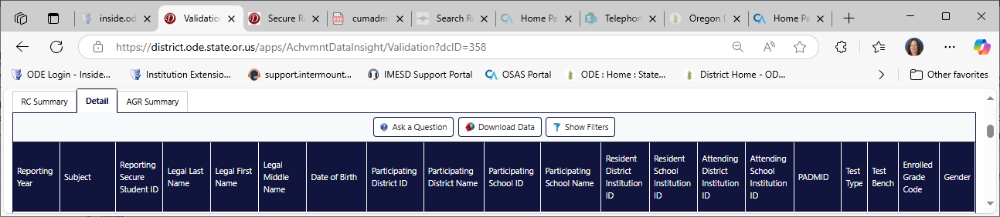 inside.od
Validation
Secure Re
cumadm
Search Re
Home Pa
Telephon
Oregon D
Home Pa
https://district.ode.state.or.us/apps/AchvmntDataInsight/Validation?dcID=358
ODE Login - Inside...
Institution Extensio...
support.intermount...
IMESD Support Portal
OSAS Portal
ODE : Home : State...
District Home - OD...
Other favorites
RC Summary
Detail
AGR Summary
Ask a Question
Download Data
Show Filters
Reporting
Year
Subject
Reporting
Secure
Student ID
Legal Last
Name
Legal First
Name
Legal
Middle
Name
Date of Birth
Participating
District ID
Participating
District Name
Participating
School ID
Participating
School Name
Resident
District
Institution
ID
Resident
School
Institution
ID
Attending
District
Institution
ID
Attending
School
Institution
ID
PADMID
Test
Type
Test
Bench
Enrolled
Grade
Code
Gender